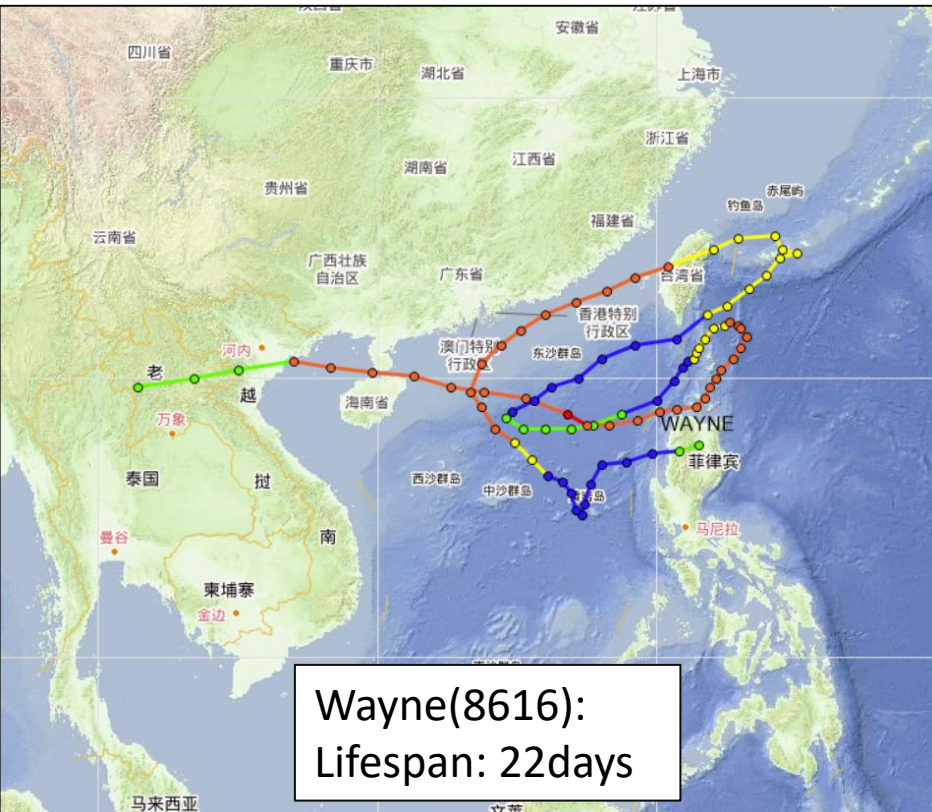 四川省
重庆市
湖北省
安徽省
上海市
浙江省
湖南省
江西省
贵州省
云南省
福建省
钓鱼岛
赤尾屿
广西壮族
自治区
广东省
台湾省
香港特别
行政区
澳门特别
行政区
东沙群岛
河内
老
越
海南省
万象
WAYNE
菲律宾
泰国
挝
西沙群岛
中沙群岛
马尼拉
曼谷
南
柬埔寨
金边
Wayne(8616):
Lifespan: 22days
马来西亚